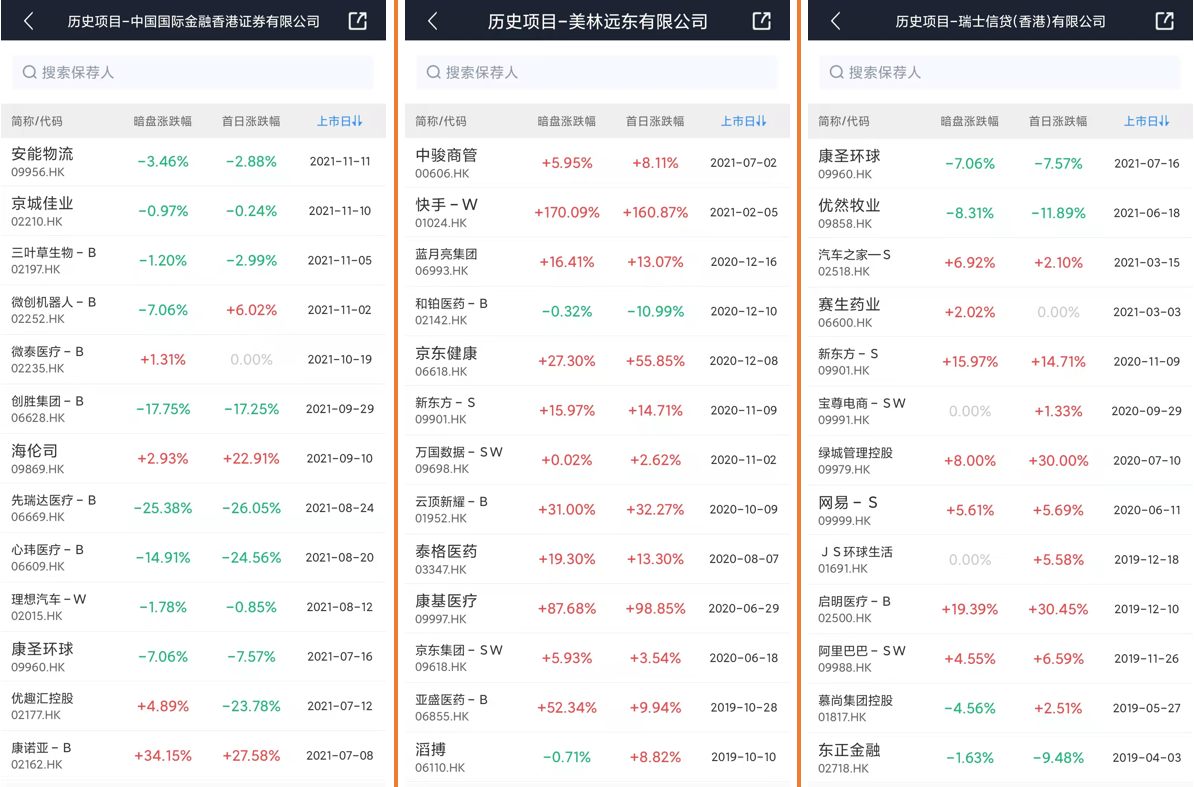 历史项目-中国国际金融香港证券有限公司
搜索保荐人
简称/代码 暗盘涨跌幅 首日涨跌幅 上市日
安能物流
09956.HK -3.46% -2.88% 2021-11-11
京城佳业
02210.HK -0.97% -0.24% 2021-11-10
三叶草生物-B
02197.HK -1.20% -2.99% 2021-11-05
微创机器人-B
02252.HK -7.06% +6.02% 2021-11-02
微泰医疗-B
02235.HK +1.31% 0.00% 2021-10-19
创胜集团-B
06628.HK -17.75% -17.25% 2021-09-29
海伦司
09869.HK +2.93% +22.91% 2021-09-10
先瑞达医疗-B
06669.HK -25.38% -26.05% 2021-08-24
心玮医疗-B
06609.HK -14.91% -24.56% 2021-08-20
理想汽车-W
02015.HK -1.78% -0.85% 2021-08-12
康圣环球
09960.HK -7.06% -7.57% 2021-07-16
优趣汇控股
02177.HK +4.89% -23.78% 2021-07-12
康诺亚-B
02162.HK +34.15% +27.58% 2021-07-08
历史项目-美林远东有限公司
搜索保荐人
简称/代码 暗盘涨跌幅 首日涨跌幅 上市日
中骏商管
00606.HK +5.95% +8.11% 2021-07-02
快手-W
01024.HK +170.09% +160.87% 2021-02-05
蓝月亮集团
06993.HK +16.41% +13.07% 2020-12-16
和铂医药-B
02142.HK -0.32% -10.99% 2020-12-10
京东健康
06618.HK +27.30% +55.85% 2020-12-08
新东方-S
09901.HK +15.97% +14.71% 2020-11-09
万国数据-SW
09698.HK +0.02% +2.62% 2020-11-02
云顶新耀-B
01952.HK +31.00% +32.27% 2020-10-09
泰格医药
03347.HK +19.30% +13.30% 2020-08-07
康基医疗
09997.HK +87.68% +98.85% 2020-06-29
京东集团-SW
09618.HK +5.93% +3.54% 2020-06-18
亚盛医药-B
06855.HK +52.34% +9.94% 2019-10-28
滔搏
06110.HK -0.71% +8.82% 2019-10-10
历史项目-瑞士信贷(香港)有限公司
搜索保荐人
简称/代码 暗盘涨跌幅 首日涨跌幅 上市日
康圣环球
09960.HK -7.06% -7.57% 2021-07-16
优然牧业
09858.HK -8.31% -11.89% 2021-06-18
汽车之家—S
02518.HK +6.92% +2.10% 2021-03-15
赛生药业
06600.HK +2.02% 0.00% 2021-03-03
新东方-S
09901.HK +15.97% +14.71% 2020-11-09
宝尊电商-SW
09991.HK 0.00% +1.33% 2020-09-29
绿城管理控股
09979.HK +8.00% +30.00% 2020-07-10
网易-S
09999.HK +5.61% +5.69% 2020-06-11
JS环球生活
01691.HK 0.00% +5.58% 2019-12-18
启明医疗-B
02500.HK +19.39% +30.45% 2019-12-10
阿里巴巴-SW
09988.HK +4.55% +6.59% 2019-11-26
慕尚集团控股
01817.HK -4.56% +2.51% 2019-05-27
东正金融
02718.HK -1.63% -9.48% 2019-04-03